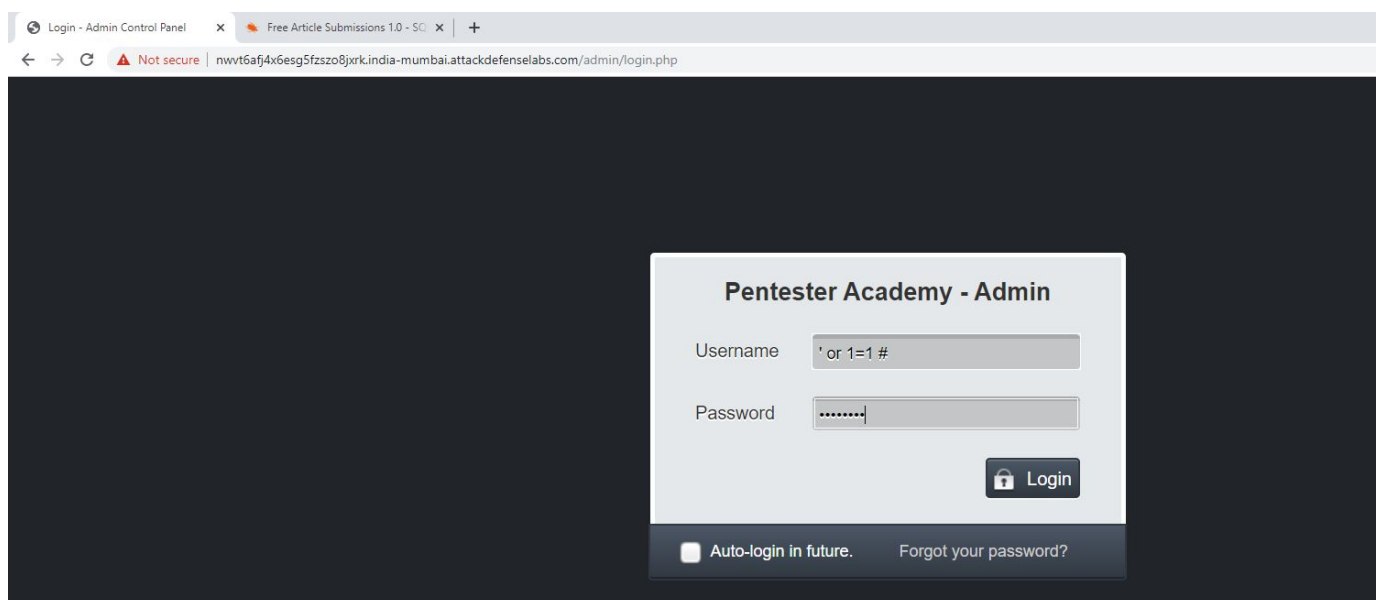 Login - Admin Control Panel
Free Article Submissions 1.0 - SQ
Not secure
nwvt6afj4x6esg5fzszo8jxrk.india-mumbai.attackdefenselabs.com/admin/login.php
Pentester Academy - Admin
Username
' or 1=1 #
Password
••••••••
Login
Auto-login in future.
Forgot your password?